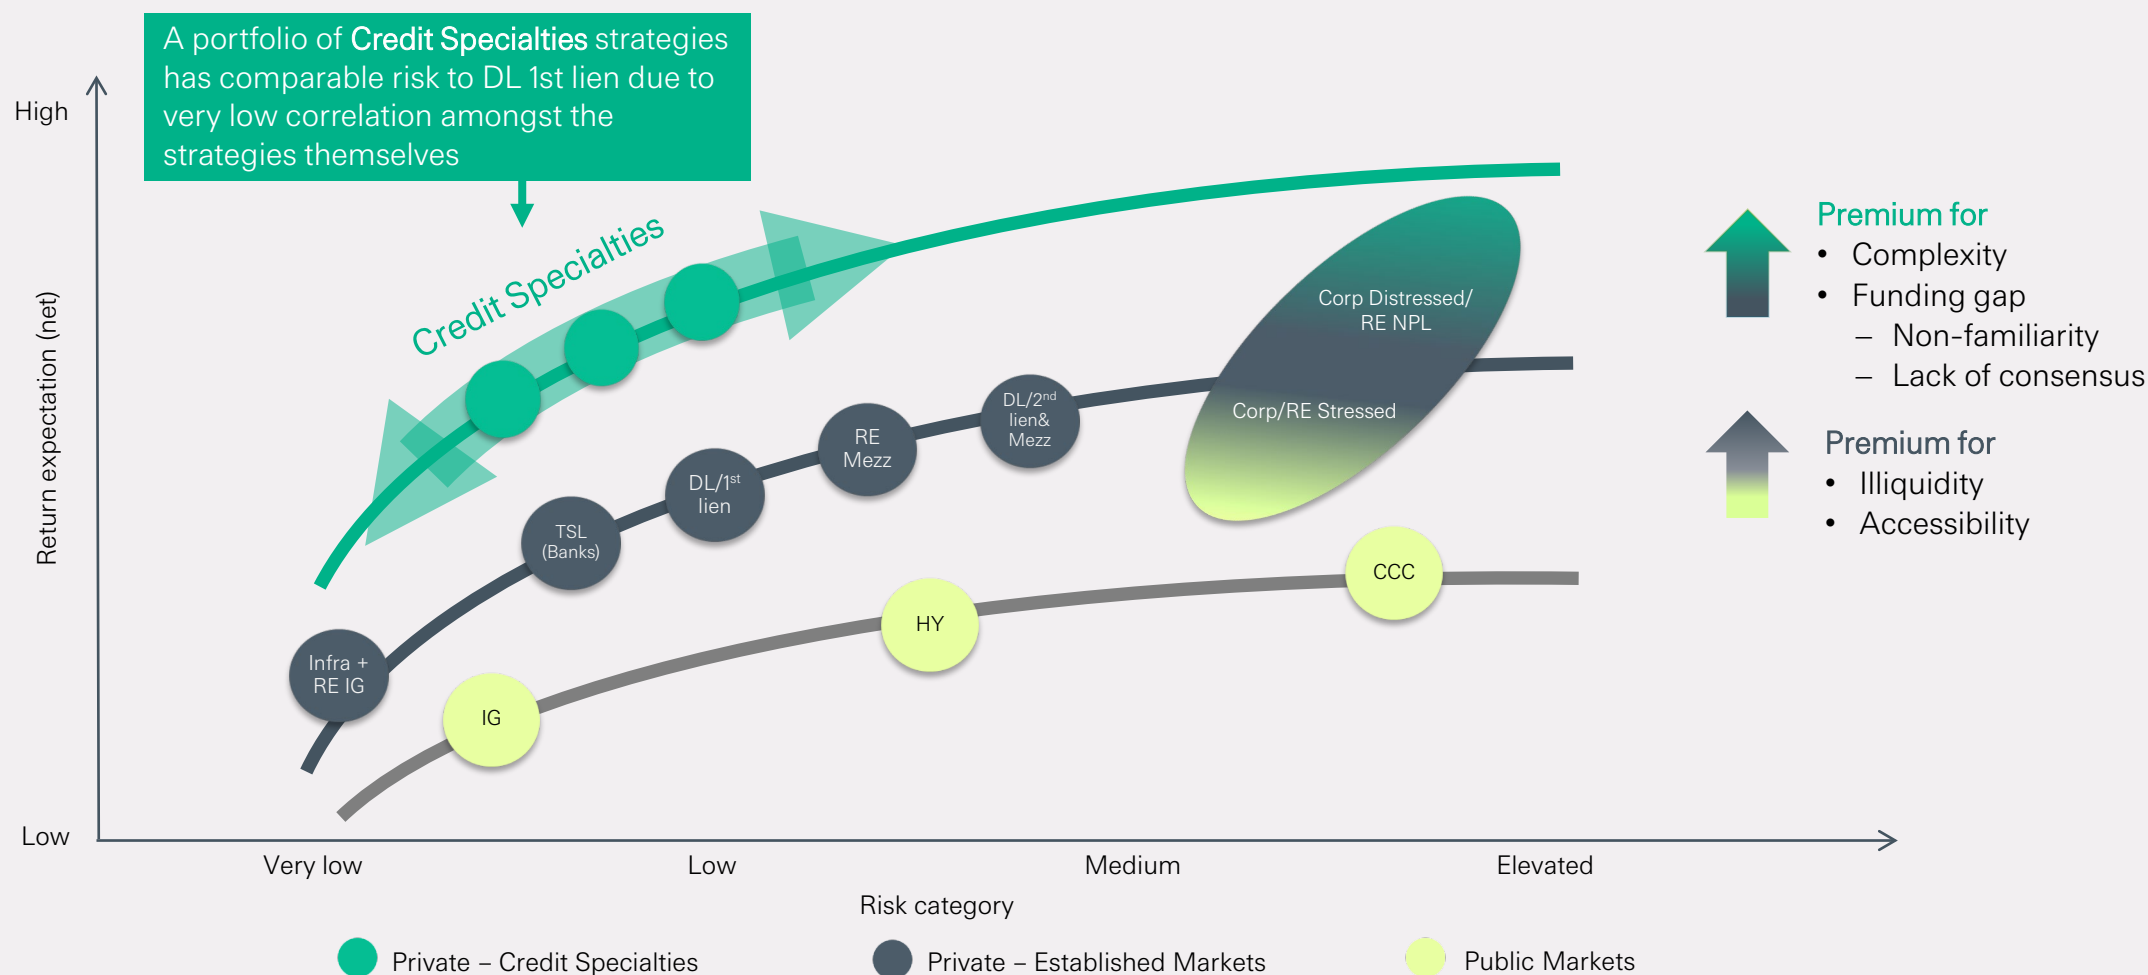 A portfolio of Credit Specialties strategies
has comparable risk to DL 1st lien due to
very low correlation amongst the
strategies themselves
High
Return expectation (net)
Low
Credit Specialties
Corp Distressed/
RE NPL
Corp/RE Stressed
DL/2nd
lien&
Mezz
RE
Mezz
DL/1st
lien
TSL
(Banks)
Infra +
RE IG
IG
HY
CCC
Premium for
• Complexity
• Funding gap
– Non-familiarity
– Lack of consensus
Premium for
• Illiquidity
• Accessibility
Very low
Low
Medium
Elevated
Risk category
Private – Credit Specialties
Private – Established Markets
Public Markets